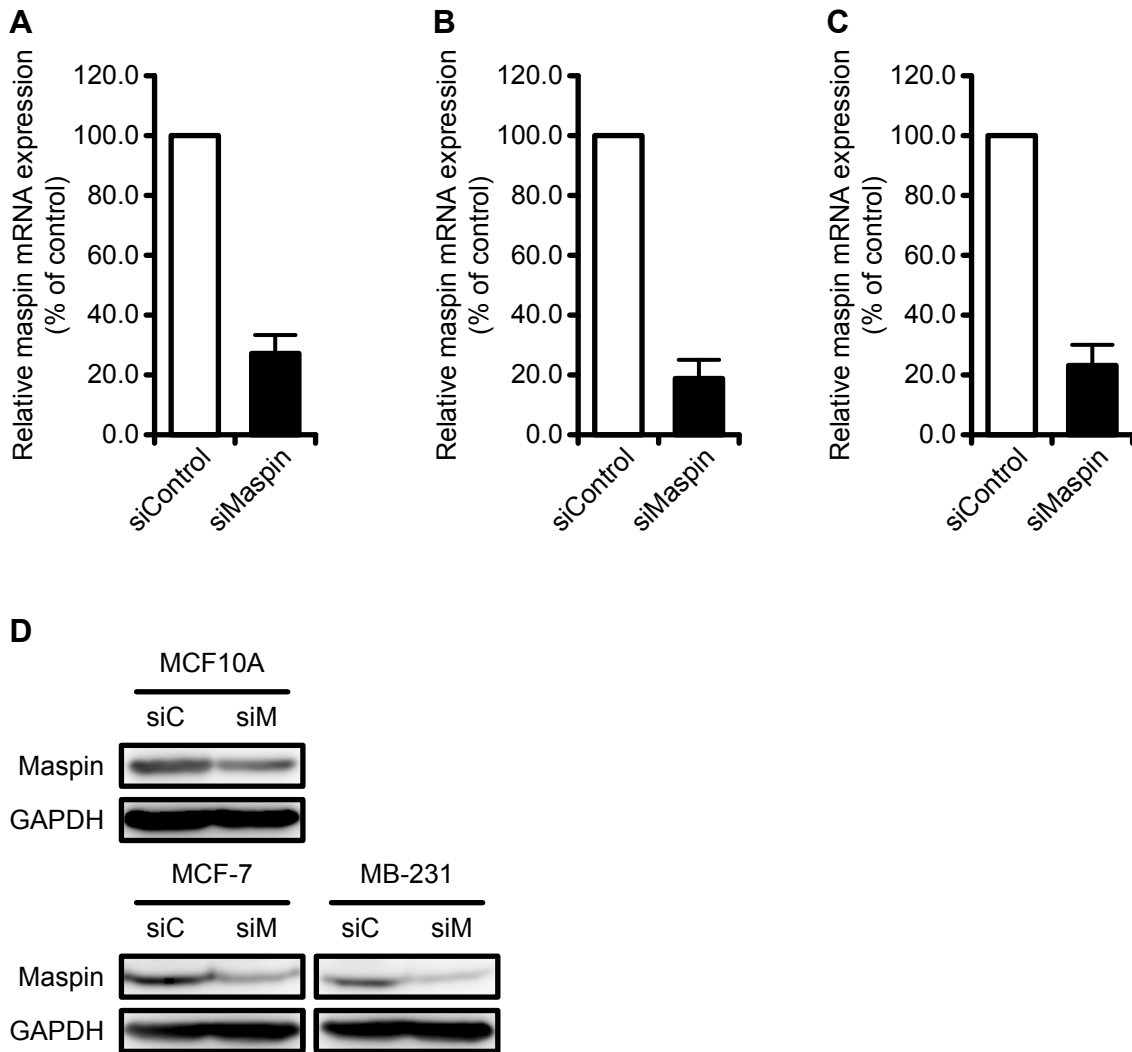 A
Relative maspin mRNA expression
(% of control)
120.0
100.0
80.0
60.0
40.0
20.0
0.0
siControl
siMaspin
B
Relative maspin mRNA expression
(% of control)
120.0
100.0
80.0
60.0
40.0
20.0
0.0
siControl
siMaspin
C
Relative maspin mRNA expression
(% of control)
120.0
100.0
80.0
60.0
40.0
20.0
0.0
siControl
siMaspin
D
MCF10A
siC siM
Maspin
GAPDH
MCF-7 MB-231
siC siM siC siM
Maspin
GAPDH